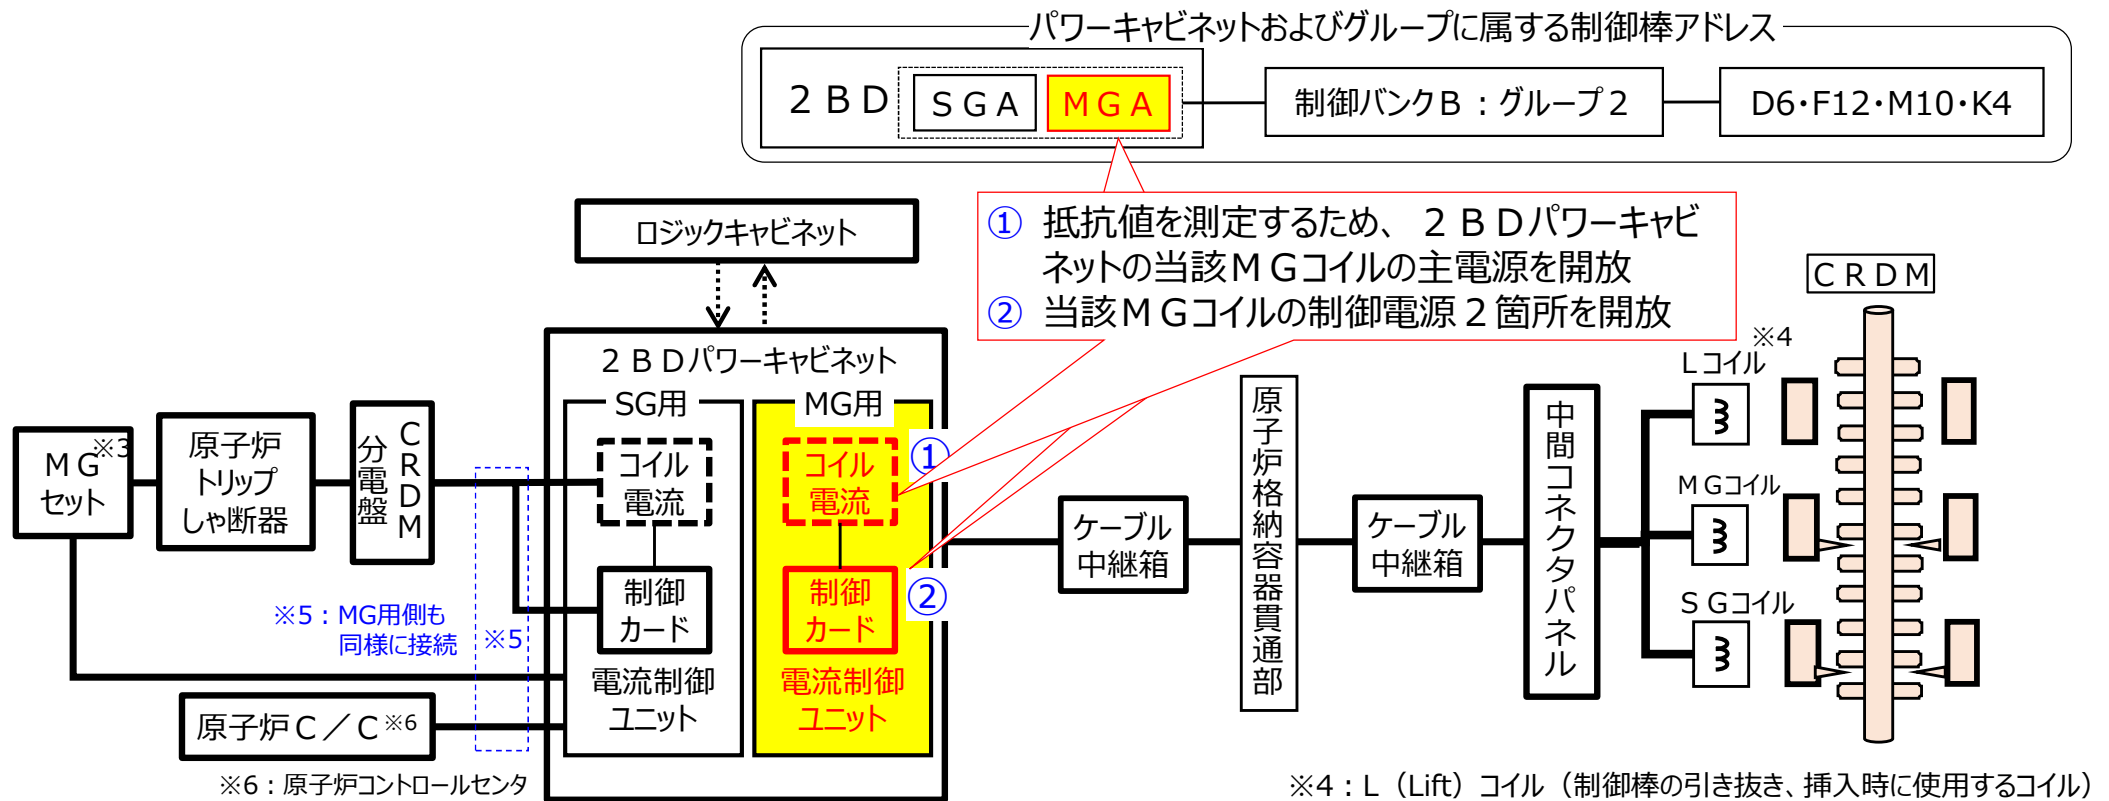 パワーキャビネットおよびグループに属する制御棒アドレス
２ＢＤ
ＳＧＡ
ＭＧＡ
制御バンクＢ：グループ２
D6・F12・M10・K4
① 抵抗値を測定するため、２ＢＤパワーキャビ
ネットの当該ＭＧコイルの主電源を開放
② 当該ＭＧコイルの制御電源２箇所を開放
ロジックキャビネット
２ＢＤパワーキャビネット
SG用
MG用
コイル
電流
制御
カード
電流制御
ユニット
コイル
電流
制御
カード
電流制御
ユニット
①
②
ＭＧ※3
セット
原子炉
トリップ
しゃ断器
ＣＲＤＭ
分電盤
※5：MG用側も
同様に接続
※5
原子炉Ｃ／Ｃ※6
※6：原子炉コントロールセンタ
ケーブル
中継箱
原子炉格納容器貫通部
ケーブル
中継箱
中間コネクタパネル
ＣＲＤＭ
※4
Ｌコイル
ＭＧコイル
ＳＧコイル
※4：Ｌ（Lift）コイル（制御棒の引き抜き、挿入時に使用するコイル）